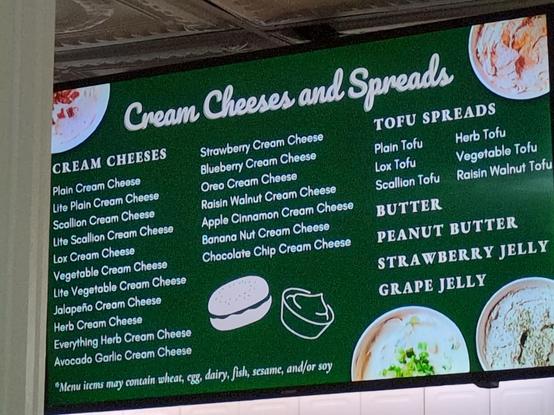 Cream Cheeses and Spreads
CREAM CHEESES
Plain Cream Cheese
Lite Plain Cream Cheese
Scallion Cream Cheese
Lite Scallion Cream Cheese
Lox Cream Cheese
Vegetable Cream Cheese
Lite Vegetable Cream Cheese
Jalapeño Cream Cheese
Herb Cream Cheese
Everything Herb Cream Cheese
Avocado Garlic Cream Cheese
Strawberry Cream Cheese
Blueberry Cream Cheese
Oreo Cream Cheese
Raisin Walnut Cream Cheese
Apple Cinnamon Cream Cheese
Banana Nut Cream Cheese
Chocolate Chip Cream Cheese
TOFU SPREADS
Plain Tofu
Lox Tofu
Scallion Tofu
Herb Tofu
Vegetable Tofu
Raisin Walnut Tofu
BUTTER
PEANUT BUTTER
STRAWBERRY JELLY
GRAPE JELLY
*Menu items may contain wheat, egg, dairy, fish, sesame, and/or soy